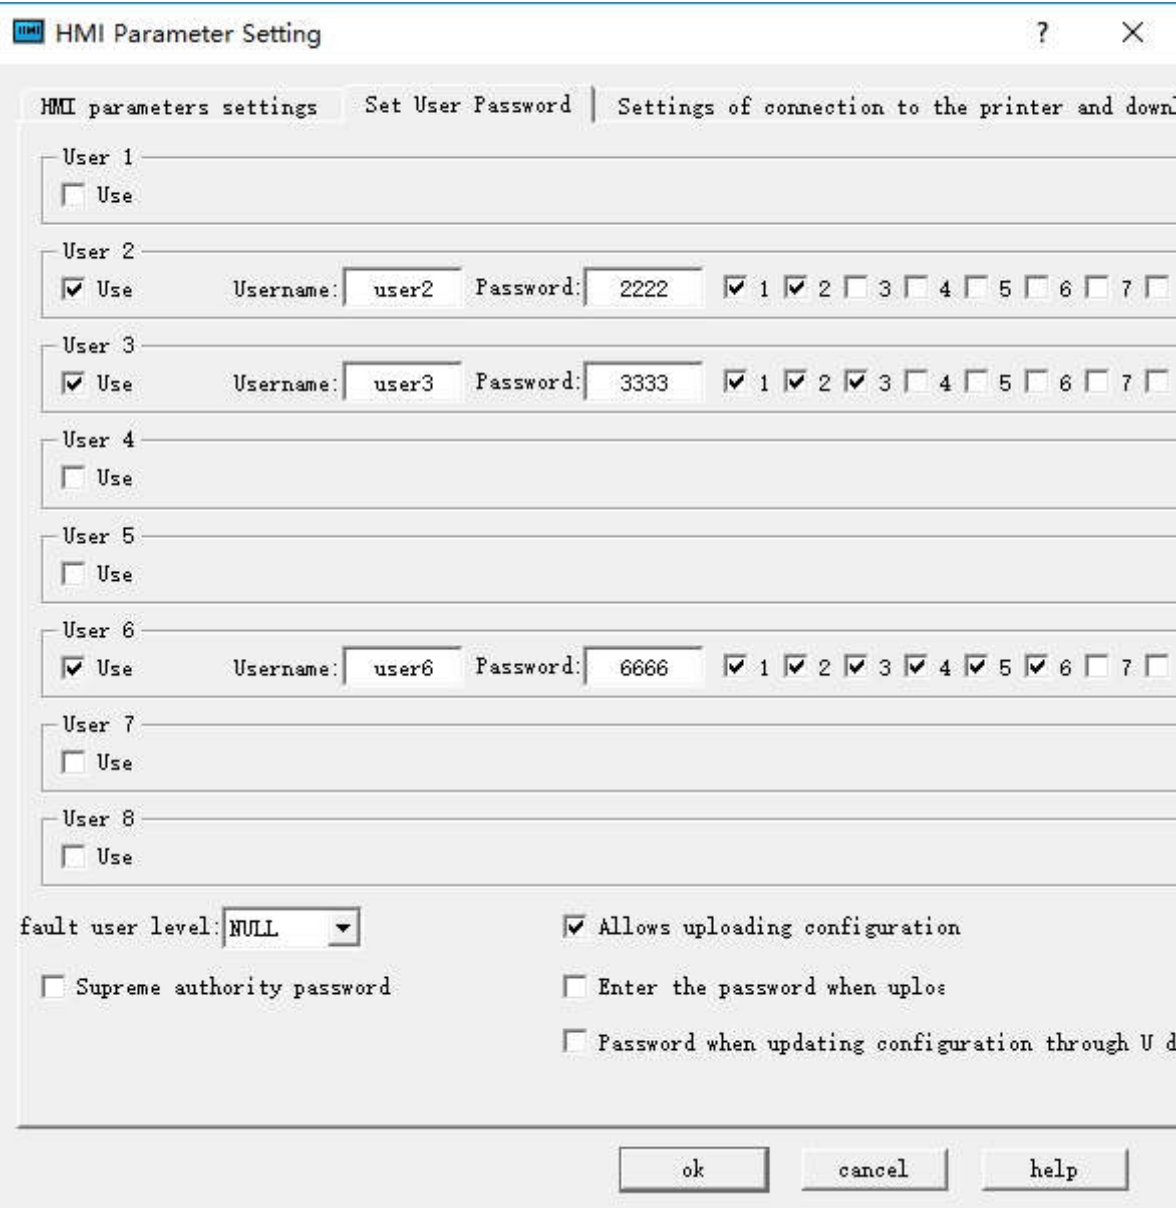 HMI Parameter Setting ? ×
HMI parameters settings Set User Password Settings of connection to the printer and downl
User 1
Use
User 2
Use Username: user2 Password: 2222 1 2 3 4 5 6 7
User 3
Use Username: user3 Password: 3333 1 2 3 4 5 6 7
User 4
Use
User 5
Use
User 6
Use Username: user6 Password: 6666 1 2 3 4 5 6 7
User 7
Use
User 8
Use
fault user level: NULL Allows uploading configuration
Supreme authority password Enter the password when uploa
Password when updating configuration through U d
ok cancel help